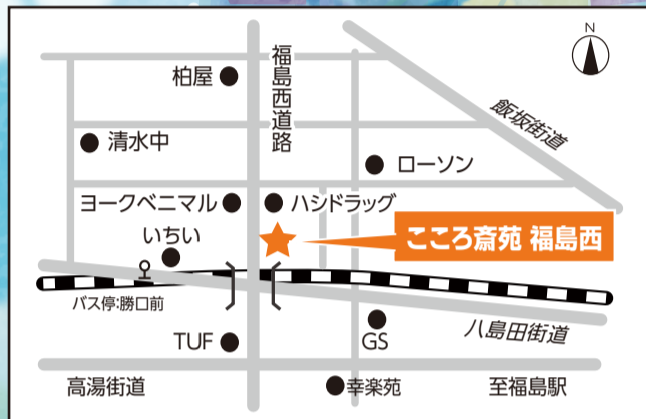 N
福島西道路
柏屋
飯坂街道
清水中
ローソン
ヨークベニマル
ハシドラッグ
いちい
こころ斎苑 福島西
バス停:勝口前
八島田街道
TUF
GS
高湯街道
幸楽苑
至福島駅